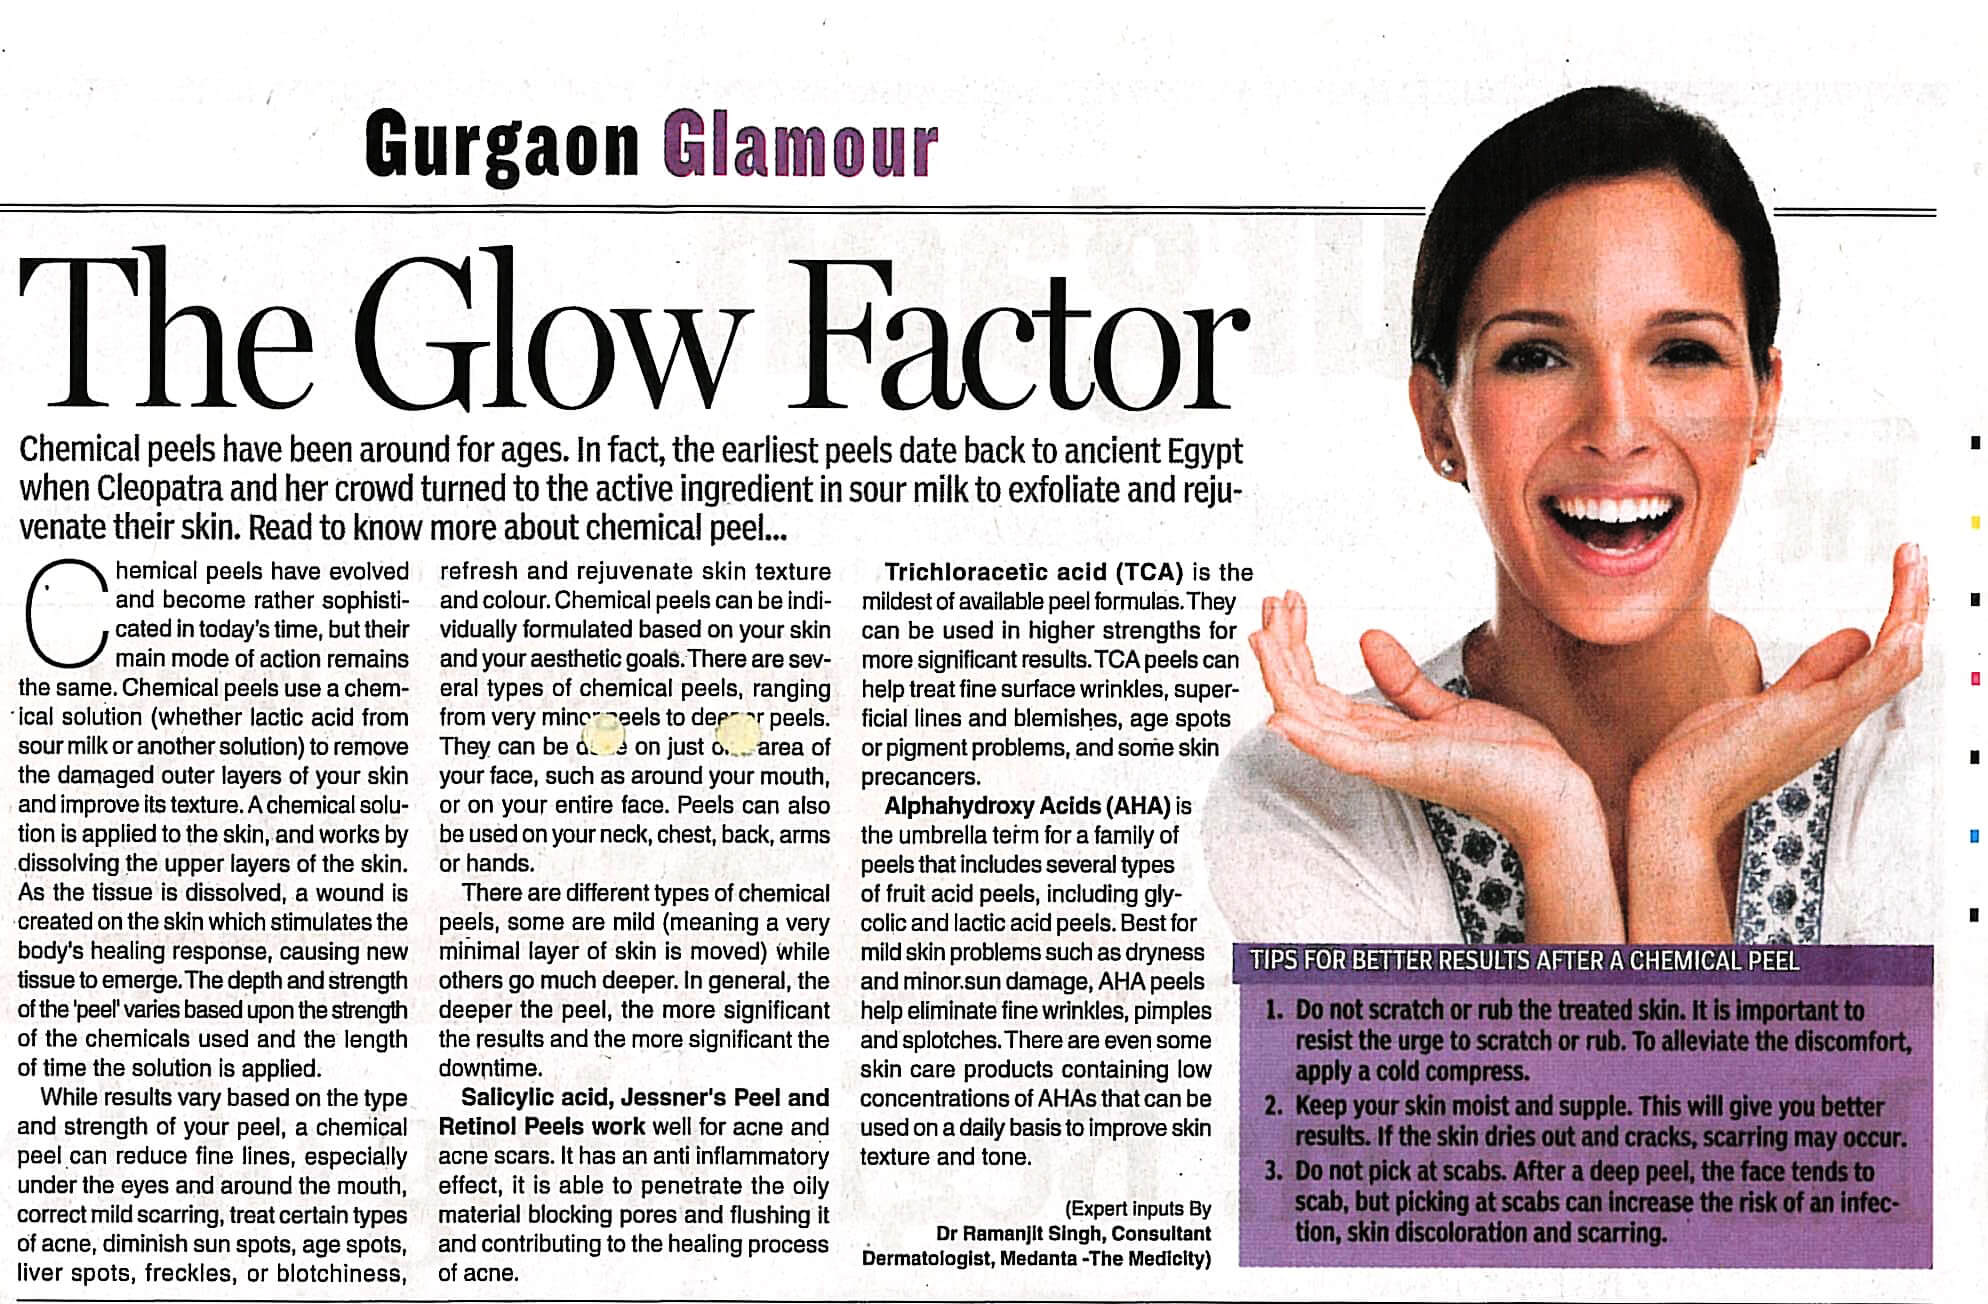 Gurgaon Glamour
The Glow Factor
Chemical peels have been around for ages. In fact, the earliest peels date back to ancient Egypt
when Cleopatra and her crowd turned to the active ingredient in sour milk to exfoliate and reju-
venate their skin. Read to know more about chemical peel...
Chemical peels have evolved
and become rather sophisti-
cated in today's time, but their
main mode of action remains
the same. Chemical peels use a chem-
ical solution (whether lactic acid from
sour milk or another solution) to remove
the damaged outer layers of your skin
and improve its texture. A chemical solu-
tion is applied to the skin, and works by
dissolving the upper layers of the skin.
As the tissue is dissolved, a wound is
created on the skin which stimulates the
body's healing response, causing new
tissue to emerge. The depth and strength
of the 'peel' varies based upon the strength
of the chemicals used and the length
of time the solution is applied.
While results vary based on the type
and strength of your peel, a chemical
peel can reduce fine lines, especially
under the eyes and around the mouth,
correct mild scarring, treat certain types
of acne, diminish sun spots, age spots,
liver spots, freckles, or blotchiness,
refresh and rejuvenate skin texture
and colour. Chemical peels can be indi-
vidually formulated based on your skin
and your aesthetic goals. There are sev-
eral types of chemical peels, ranging
from very minor peels to deeper peels.
They can be on just area of
your face, such as around your mouth,
or on your entire face. Peels can also
be used on your neck, chest, back, arms
or hands.
There are different types of chemical
peels, some are mild (meaning a very
minimal layer of skin is moved) while
others go much deeper. In general, the
deeper the peel, the more significant
the results and the more significant the
downtime.
Salicylic acid, Jessner's Peel and
Retinol Peels work well for acne and
acne scars. It has an anti inflammatory
effect, it is able to penetrate the oily
material blocking pores and flushing it
and contributing to the healing process
of acne.
Trichloracetic acid (TCA) is the
mildest of available peel formulas. They
can be used in higher strengths for
more significant results. TCA peels can
help treat fine surface wrinkles, super-
ficial lines and blemishes, age spots
or pigment problems, and some skin
precancers.
Alphahydroxy Acids (AHA) is
the umbrella term for a family of
peels that includes several types
of fruit acid peels, including gly-
colic and lactic acid peels. Best for
mild skin problems such as dryness
and minor.sun damage, AHA peels
help eliminate fine wrinkles, pimples
and splotches. There are even some
skin care products containing low
concentrations of AHAs that can be
used on a daily basis to improve skin
texture and tone.
(Expert inputs By
Dr Ramanjit Singh, Consultant
Dermatologist, Medanta -The Medicity)
TIPS FOR BETTER RESULTS AFTER A CHEMICAL PEEL
1. Do not scratch or rub the treated skin. It is important to
resist the urge to scratch or rub. To alleviate the discomfort,
apply a cold compress.
2. Keep your skin moist and supple. This will give you better
results. If the skin dries out and cracks, scarring may occur.
3. Do not pick at scabs. After a deep peel, the face tends to
scab, but picking at scabs can increase the risk of an infec-
tion, skin discoloration and scarring.